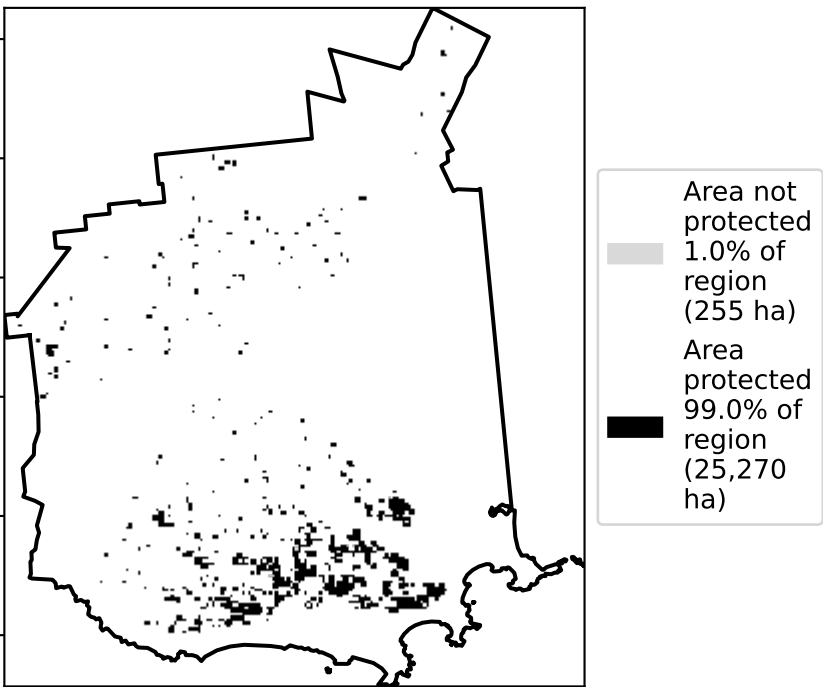 Area not
protected
1.0% of
region
(255 ha)
Area
protected
99.0% of
region
(25,270
ha)